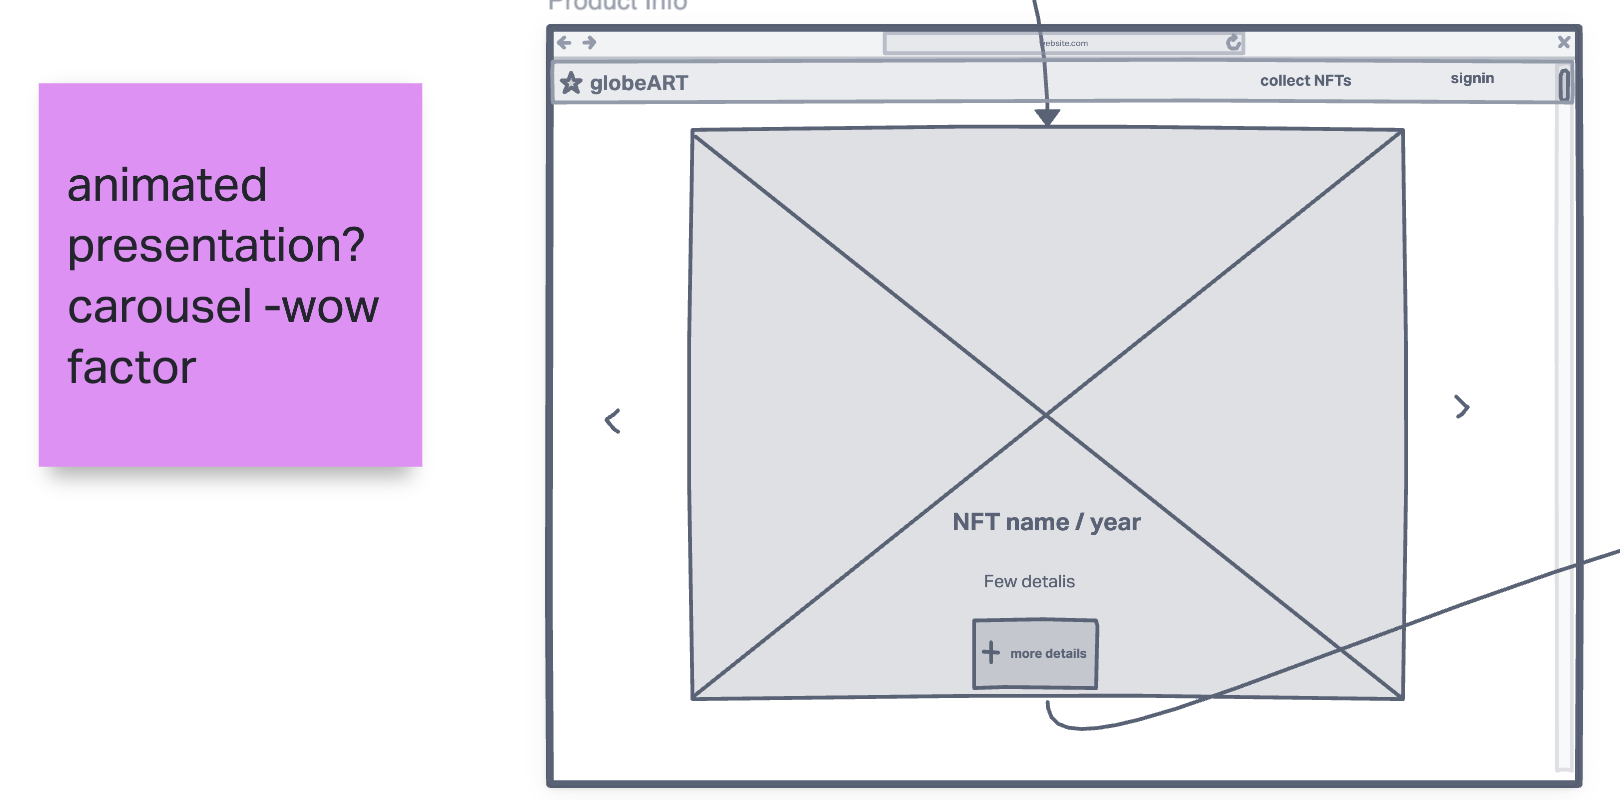 Product Info
website.com
globeART
collect NFTs
signin
animated
presentation?
carousel -wow
factor
NFT name / year
Few detalis
more details